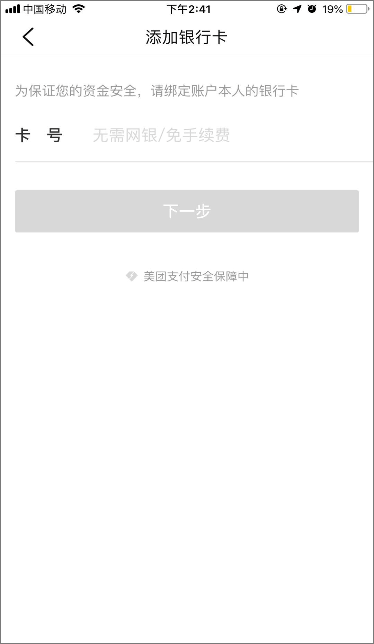 中国移动 下午2:41 19%
添加银行卡
为保证您的资金安全，请绑定账户本人的银行卡
卡 号 无需网银/免手续费
下一步
美团支付安全保障中